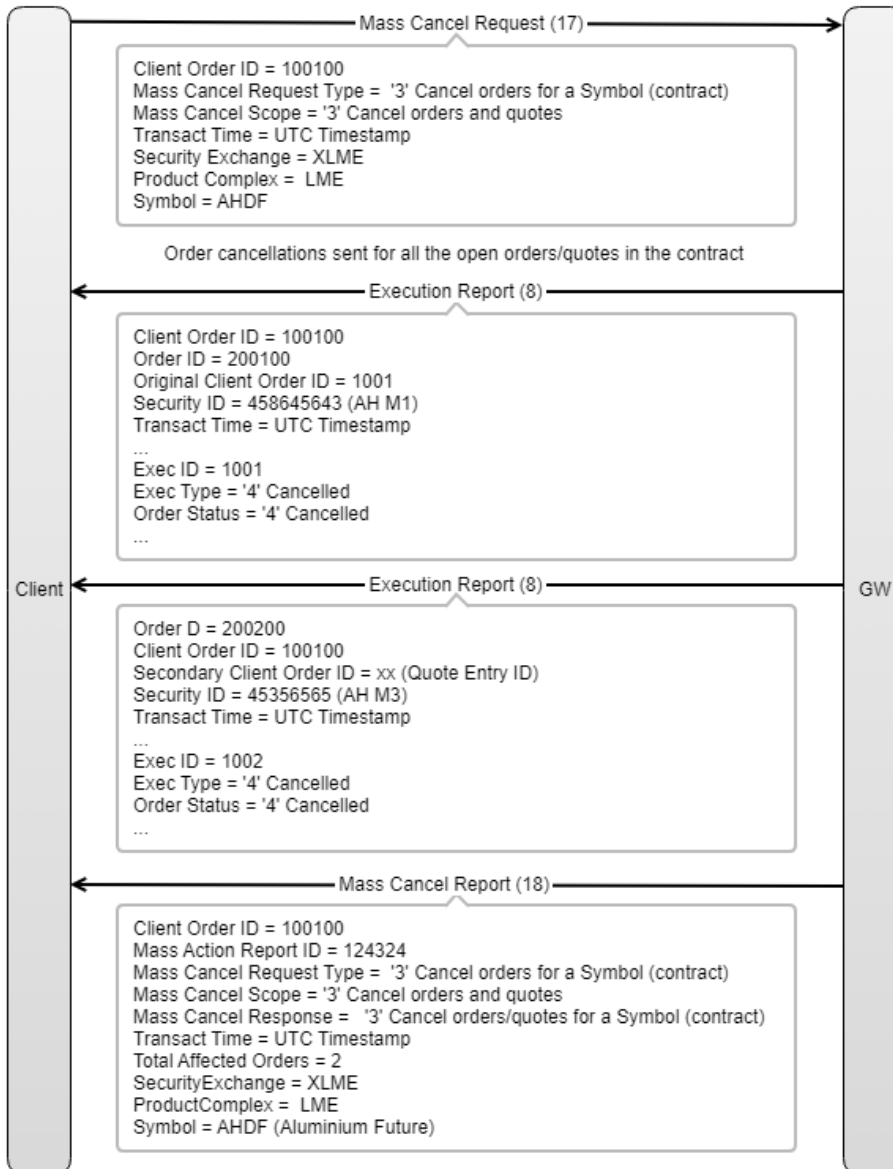 Mass Cancel Request (17)
Client Order ID = 100100
Mass Cancel Request Type =  '3' Cancel orders for a Symbol (contract)
Mass Cancel Scope = '3' Cancel orders and quotes
Transact Time = UTC Timestamp
Security Exchange = XLME
Product Complex =  LME
Symbol = AHDF
Order cancellations sent for all the open orders/quotes in the contract
Execution Report (8)
Client Order ID = 100100
Order ID = 200100
Original Client Order ID = 1001
Security ID = 458645643 (AH M1)
Transact Time = UTC Timestamp
...
Exec ID = 1001
Exec Type = '4' Cancelled
Order Status = '4' Cancelled
...
Client
Execution Report (8)
GW
Order D = 200200
Client Order ID = 100100
Secondary Client Order ID = xx (Quote Entry ID)
Security ID = 45356565 (AH M3)
Transact Time = UTC Timestamp
...
Exec ID = 1002
Exec Type = '4' Cancelled
Order Status = '4' Cancelled
...
Mass Cancel Report (18)
Client Order ID = 100100
Mass Action Report ID = 124324
Mass Cancel Request Type =  '3' Cancel orders for a Symbol (contract)
Mass Cancel Scope = '3' Cancel orders and quotes
Mass Cancel Response =   '3' Cancel orders/quotes for a Symbol (contract)
Transact Time = UTC Timestamp
Total Affected Orders = 2
SecurityExchange = XLME
ProductComplex =  LME
Symbol = AHDF (Aluminium Future)